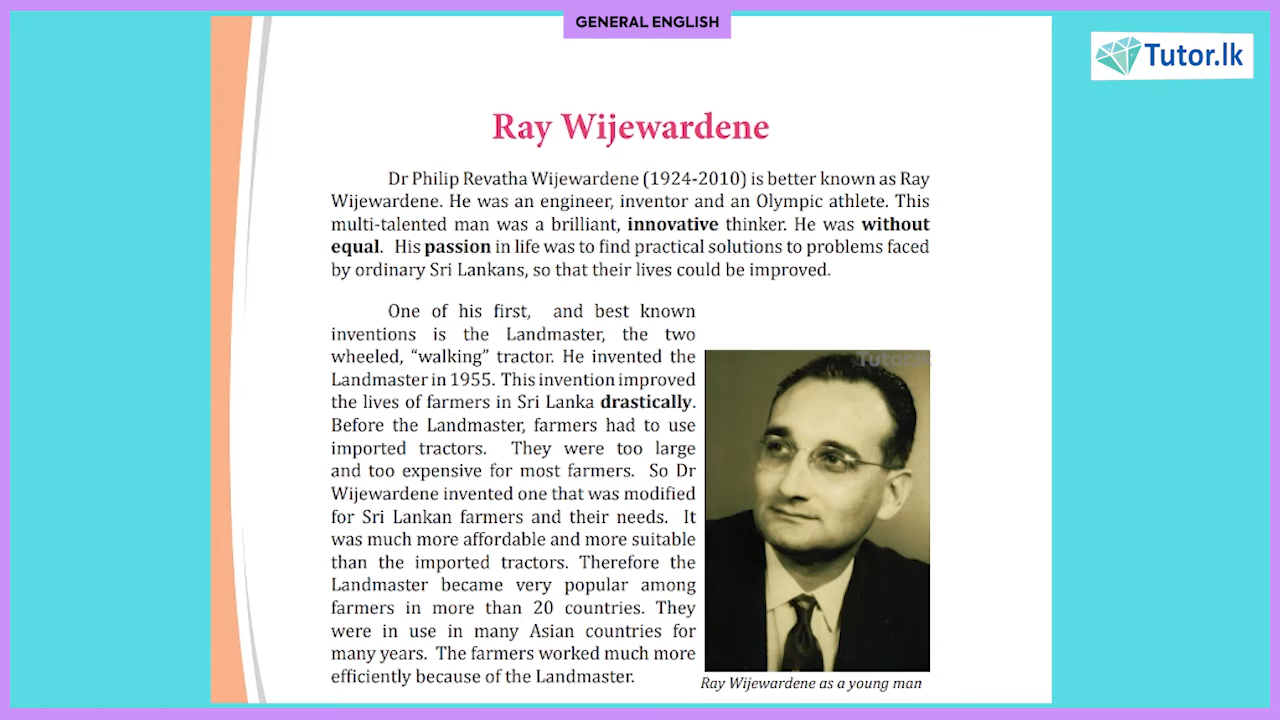 GENERAL ENGLISH
Tutor.lk
Ray Wijewardene
Dr Philip Revatha Wijewardene (1924-2010) is better known as Ray
Wijewardene. He was an engineer, inventor and an Olympic athlete. This
multi-talented man was a brilliant, innovative thinker. He was without
equal. His passion in life was to find practical solutions to problems faced
by ordinary Sri Lankans, so that their lives could be improved.
One of his first, and best known
inventions is the Landmaster, the two
wheeled, “walking” tractor. He invented the
Landmaster in 1955. This invention improved
the lives of farmers in Sri Lanka drastically.
Before the Landmaster, farmers had to use
imported tractors. They were too large
and too expensive for most farmers. So Dr
Wijewardene invented one that was modified
for Sri Lankan farmers and their needs. It
was much more affordable and more suitable
than the imported tractors. Therefore the
Landmaster became very popular among
farmers in more than 20 countries. They
were in use in many Asian countries for
many years. The farmers worked much more
efficiently because of the Landmaster.
Tutor.lk
Ray Wijewardene as a young man